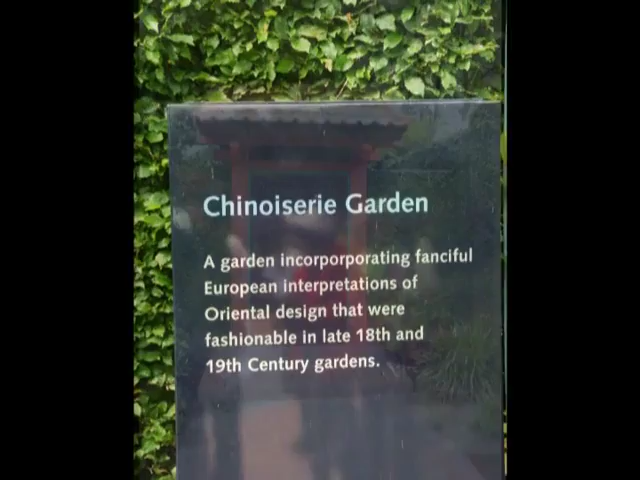 Chinoiserie Garden
A garden incorporporating fanciful
European interpretations of
Oriental design that were
fashionable in late 18th and
19th Century gardens.